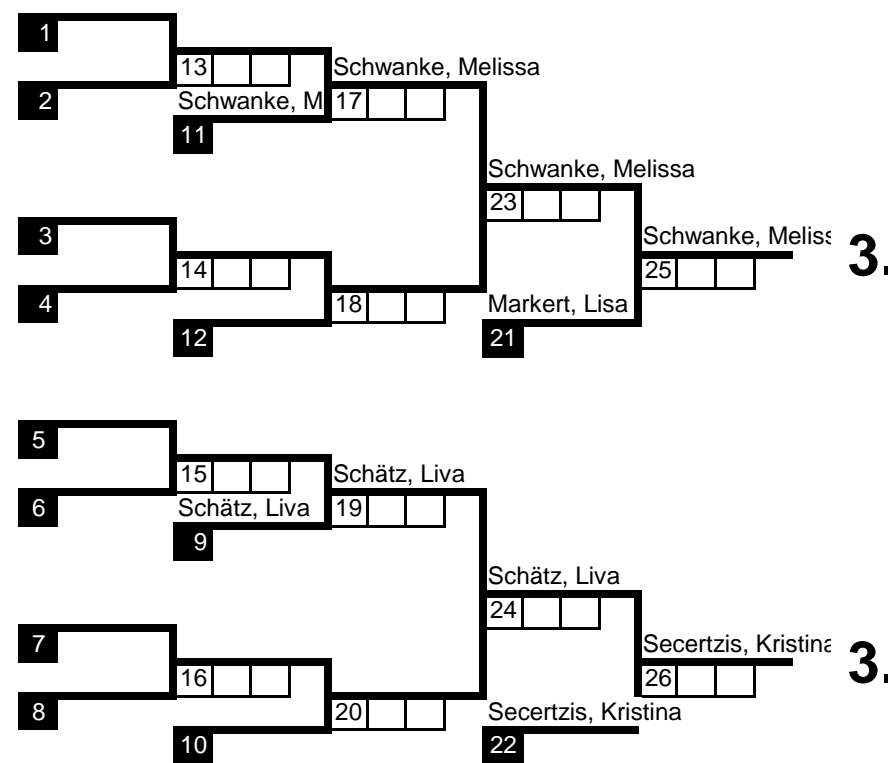 1
13
Schwanke, Melissa
2
Schwanke, M
17
11
Schwanke, Melissa
23
3
Schwanke, Meliss
3.
14
25
4
18
Markert, Lisa
12
21
5
15
Schätz, Liva
6
Schätz, Liva
19
9
Schätz, Liva
24
7
Secertzis, Kristina
3.
16
26
8
20
Secertzis, Kristina
10
22